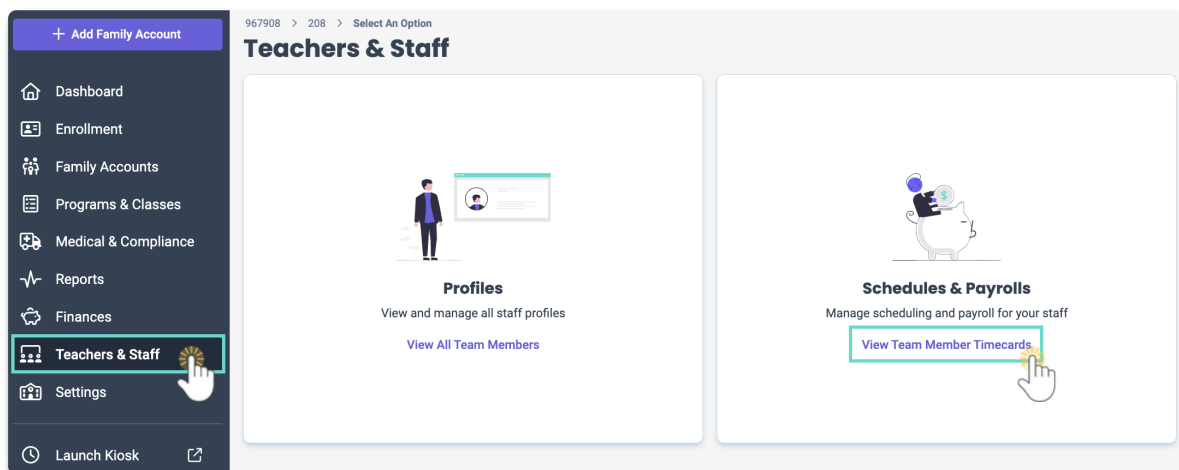 + Add Family Account
Dashboard
Enrollment
Family Accounts
Programs & Classes
Medical & Compliance
Reports
Finances
Teachers & Staff
Settings
Launch Kiosk
967908 > 208 > Select An Option
Teachers & Staff
Profiles
View and manage all staff profiles
View All Team Members
$
Schedules & Payrolls
Manage scheduling and payroll for your staff
View Team Member Timecards